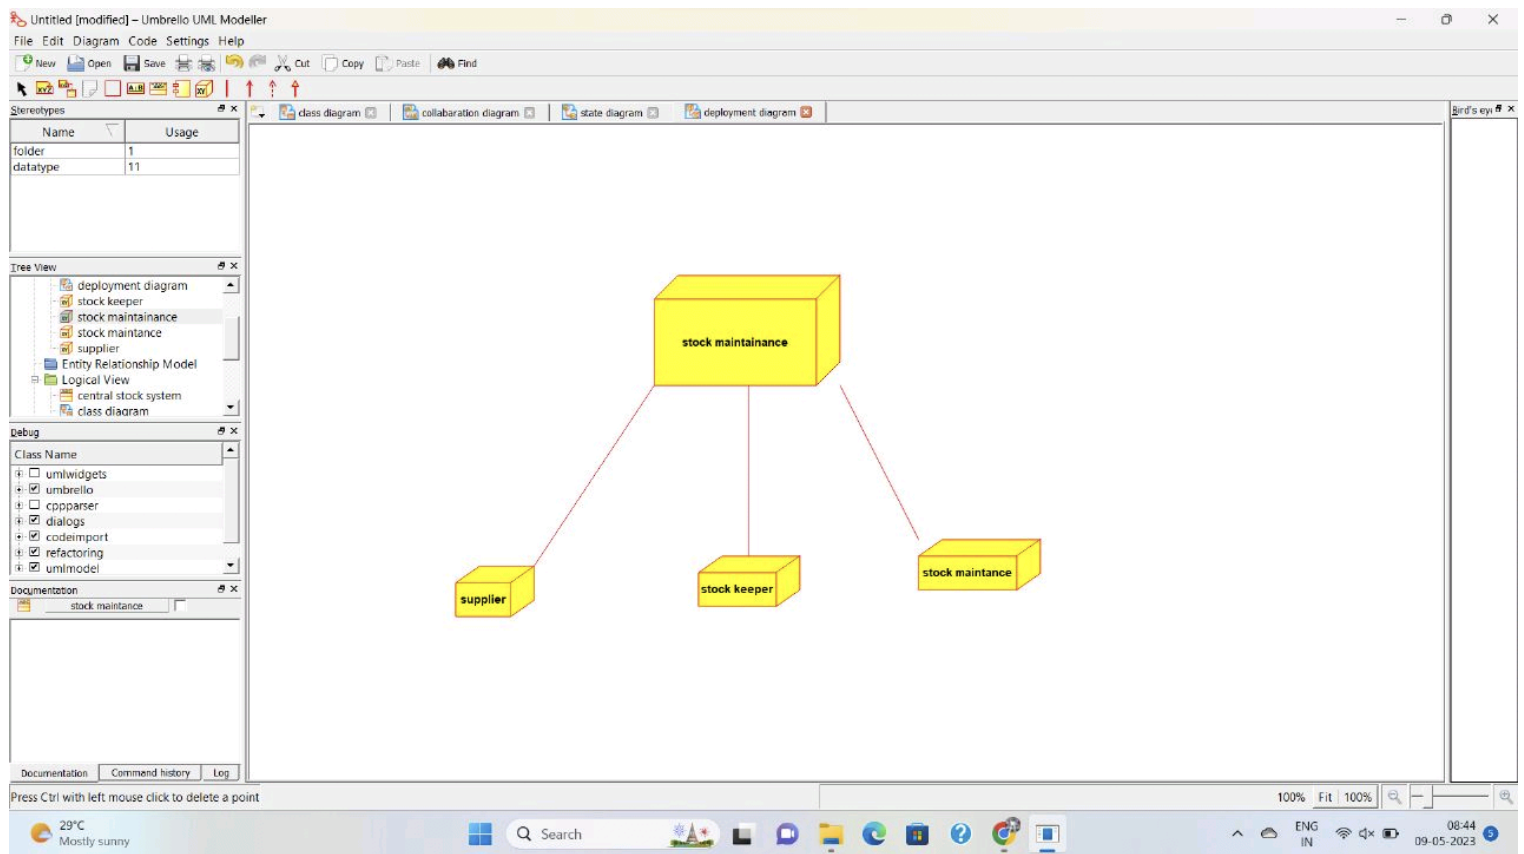 Untitled [modified] – Umbrello UML Modeller
File Edit Diagram Code Settings Help
New Open Save Cut Copy Paste Find
Stereotypes
Name Usage
folder 1
datatype 11
class diagram collabaration diagram state diagram deployment diagram
Bird's eye
Tree View
deployment diagram
stock keeper
stock maintainance
stock maintance
supplier
Entity Relationship Model
Logical View
central stock system
class diagram
Debug
Class Name
umlwidgets
umbrello
cppparser
dialogs
codeimport
refactoring
umlmodel
Documentation
stock maintance
stock maintainance
supplier
stock keeper
stock maintance
Documentation Command history Log
Press Ctrl with left mouse click to delete a point
100% Fit 100%
29°C
Mostly sunny
Search
ENG
IN
08:44
09-05-2023
5